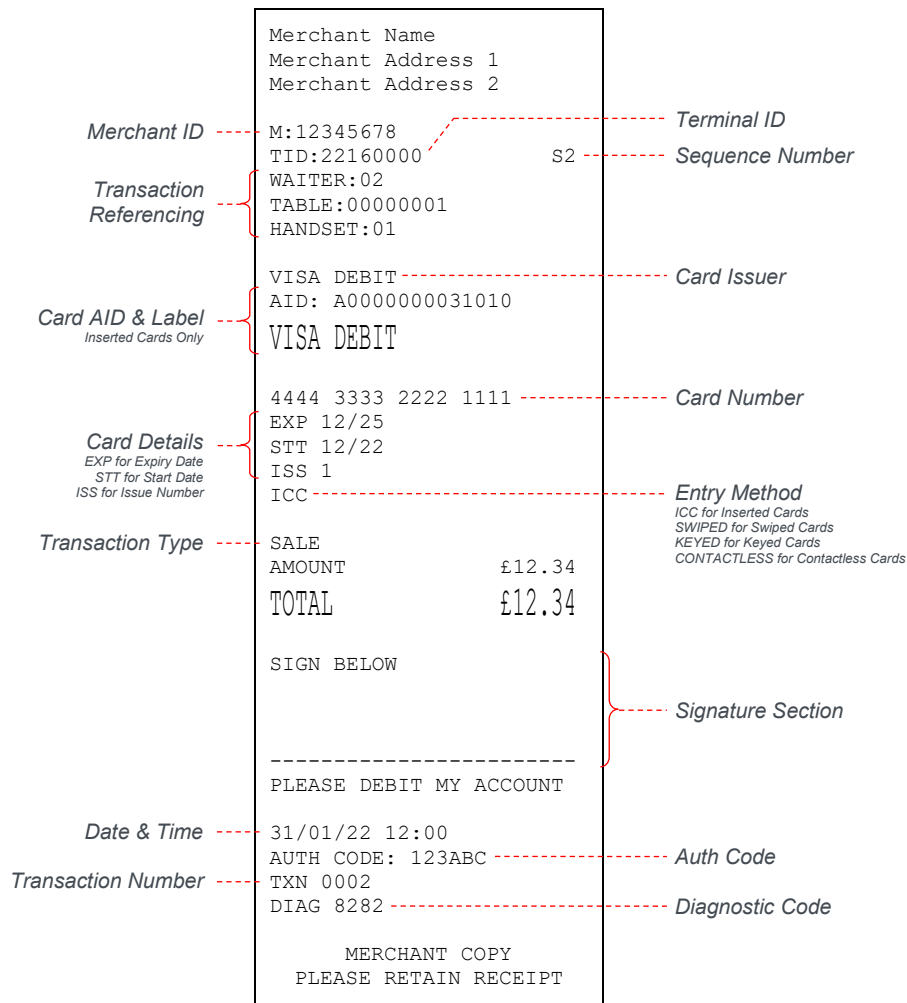 Merchant Name
Merchant Address 1
Merchant Address 2
Merchant ID
M:12345678
Terminal ID
TID:22160000 S2
Sequence Number
Transaction
Referencing
WAITER:02
TABLE:00000001
HANDSET:01
VISA DEBIT
Card Issuer
Card AID & Label
Inserted Cards Only
AID: A0000000031010
VISA DEBIT
4444 3333 2222 1111
Card Number
Card Details
EXP for Expiry Date
STT for Start Date
ISS for Issue Number
EXP 12/25
STT 12/22
ISS 1
ICC
Entry Method
ICC for Inserted Cards
SWIPED for Swiped Cards
KEYED for Keyed Cards
CONTACTLESS for Contactless Cards
Transaction Type
SALE
AMOUNT £12.34
TOTAL £12.34
SIGN BELOW
Signature Section
------------------------
PLEASE DEBIT MY ACCOUNT
Date & Time
31/01/22 12:00
AUTH CODE: 123ABC
Auth Code
Transaction Number
TXN 0002
DIAG 8282
Diagnostic Code
MERCHANT COPY
PLEASE RETAIN RECEIPT